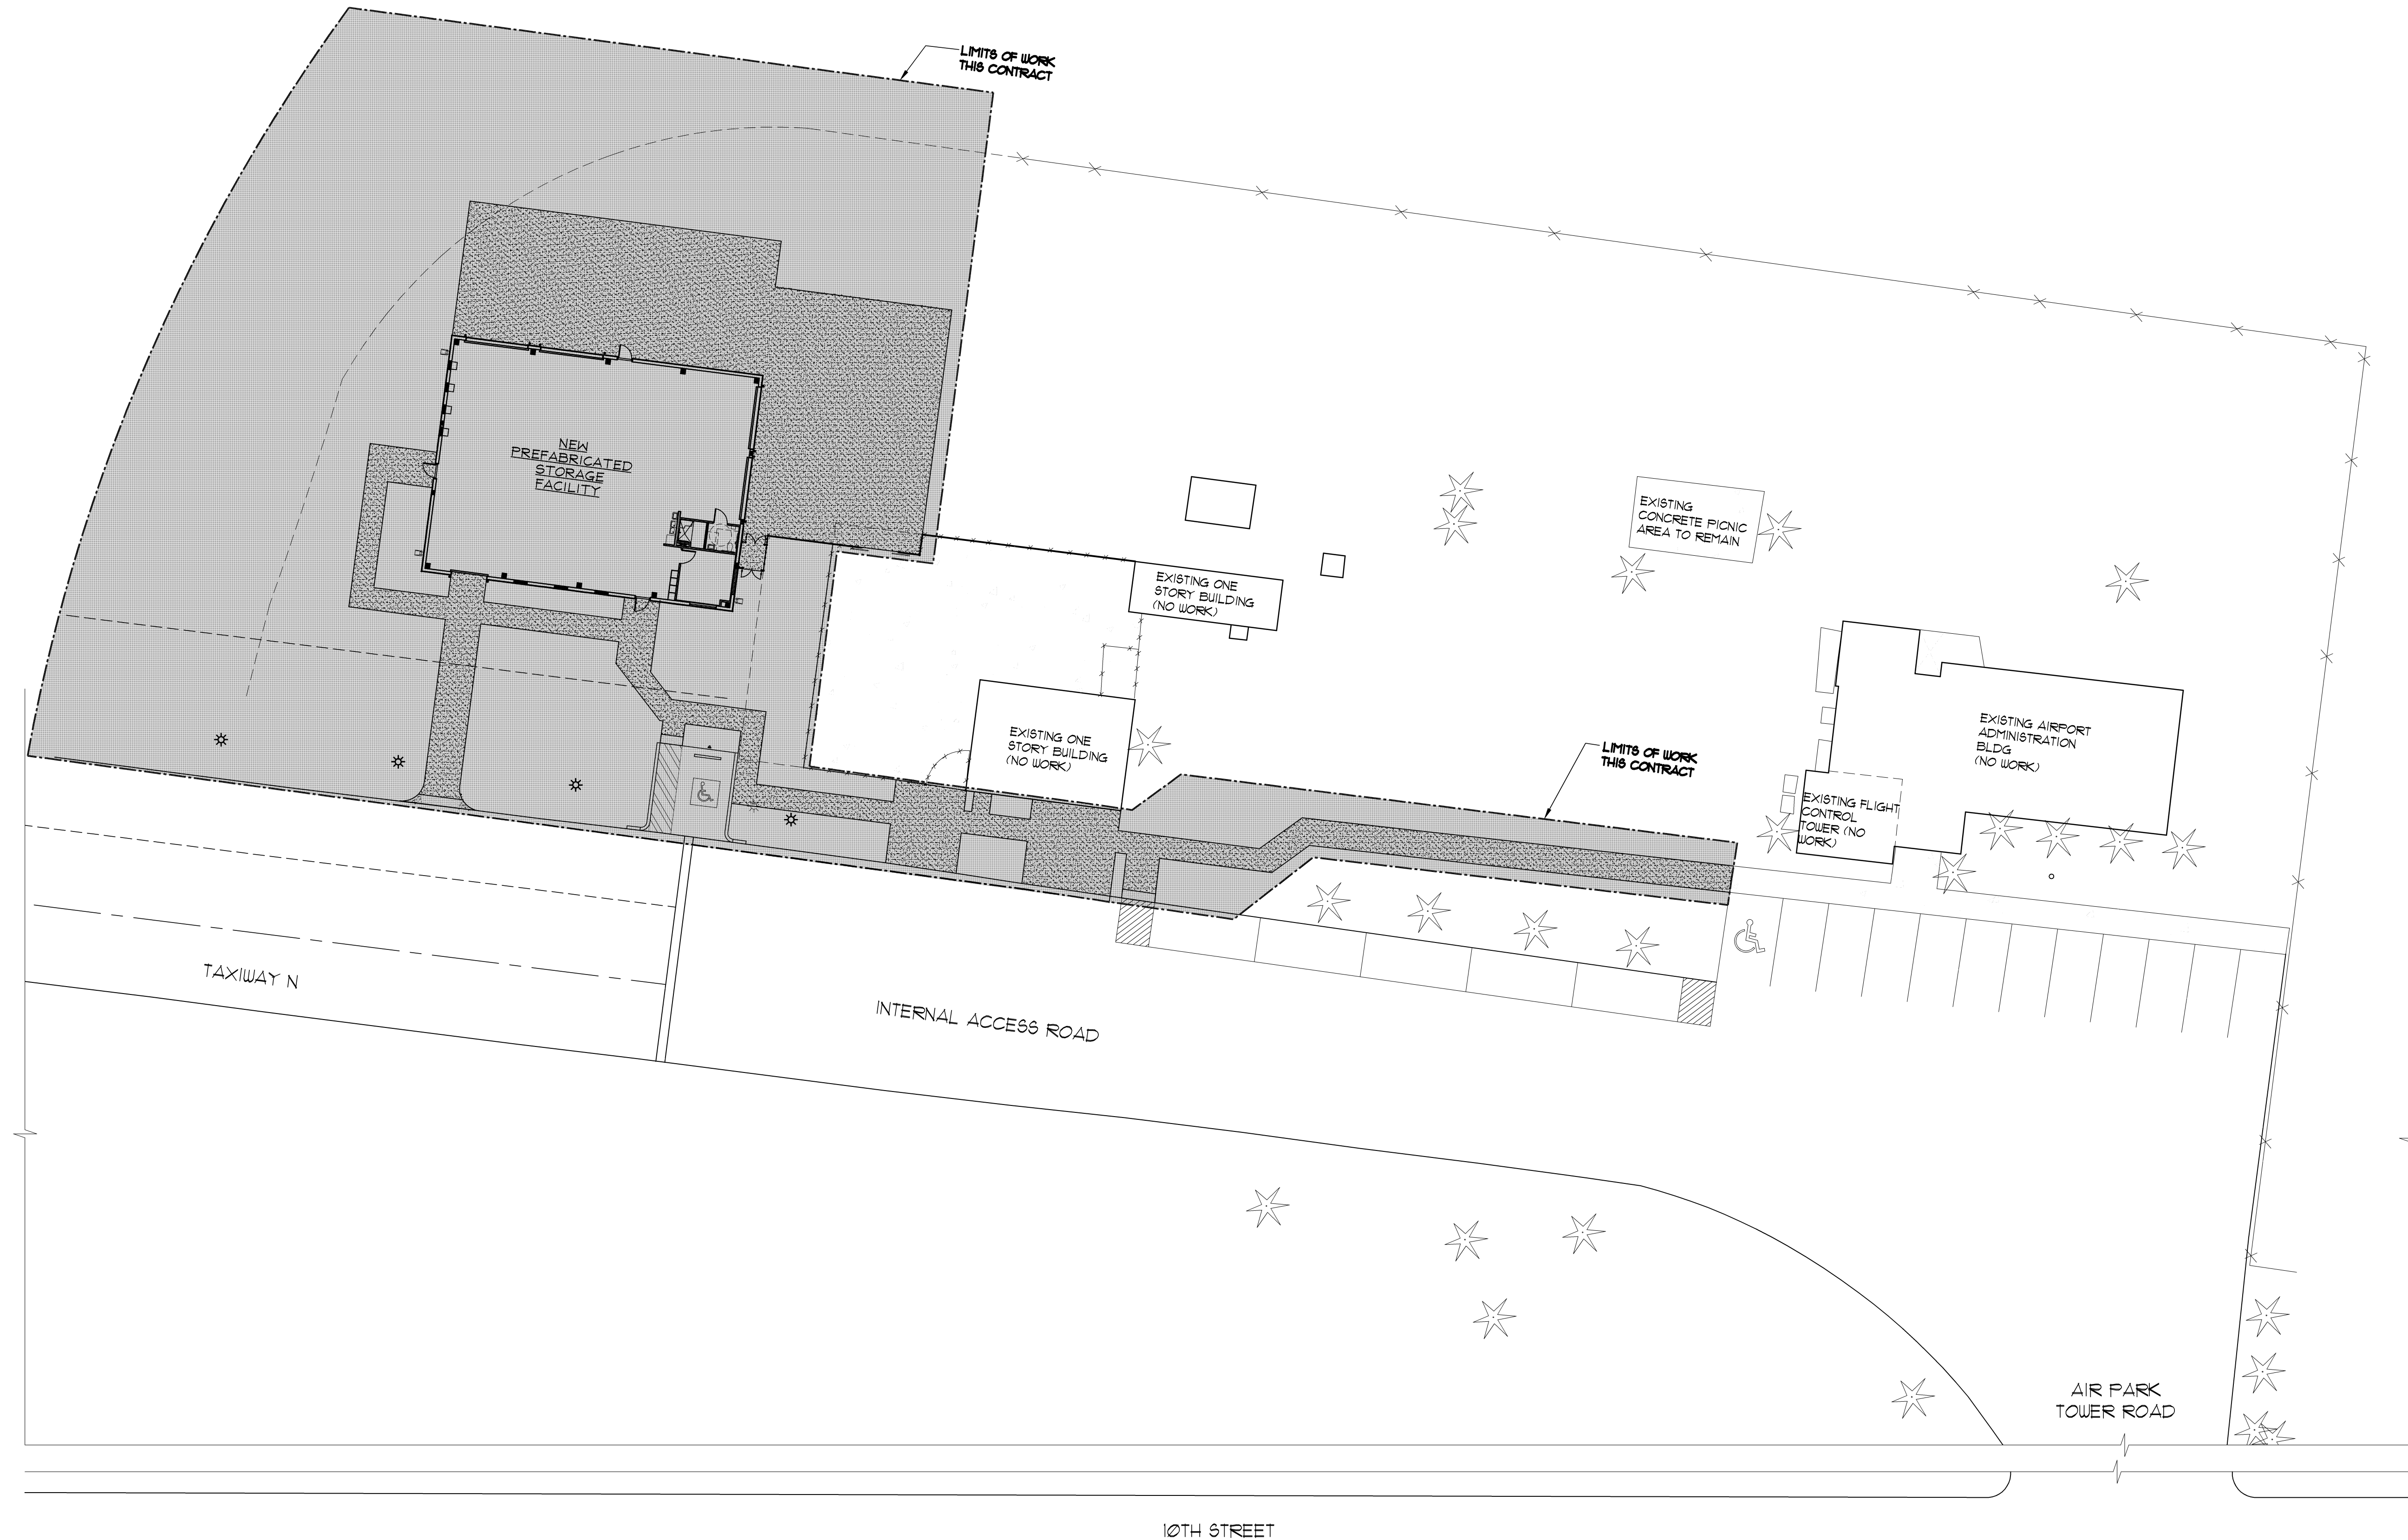 LIMITS OF WORK
THIS CONTRACT
NEW
PREFABRICATED
STORAGE
FACILITY
EXISTING
CONCRETE PICNIC
AREA TO REMAIN
EXISTING ONE
STORY BUILDING
(NO WORK)
EXISTING ONE
STORY BUILDING
(NO WORK)
EXISTING AIRPORT
ADMINISTRATION
BLDG
(NO WORK)
LIMITS OF WORK
THIS CONTRACT
EXISTING FLIGHT
CONTROL
TOWER (NO
WORK)
TAXIWAY N
INTERNAL ACCESS ROAD
AIR PARK
TOWER ROAD
10TH STREET